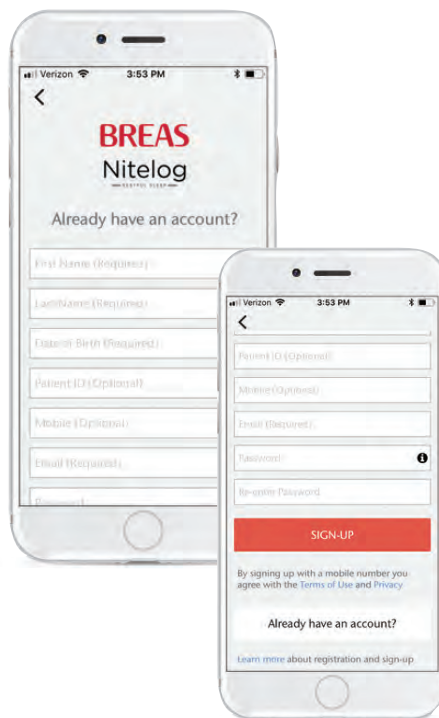 Verizon 3:53 PM
BREAS
Nitelog
RESTFUL SLEEP
Already have an account?
First Name (Required)
Last Name (Required)
Date of Birth (Required)
Patient ID (Optional)
Mobile (Optional)
Email (Required)
Password
Verizon 3:53 PM
Patient ID (Optional)
Mobile (Optional)
Email (Required)
Password
Re-enter Password
SIGN-UP
By signing up with a mobile number you
agree with the Terms of Use and Privacy
Already have an account?
Learn more about registration and sign-up